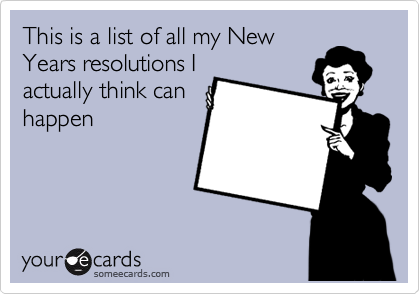 This is a list of all my New
Years resolutions I
actually think can
happen
your e cards
someecards.com